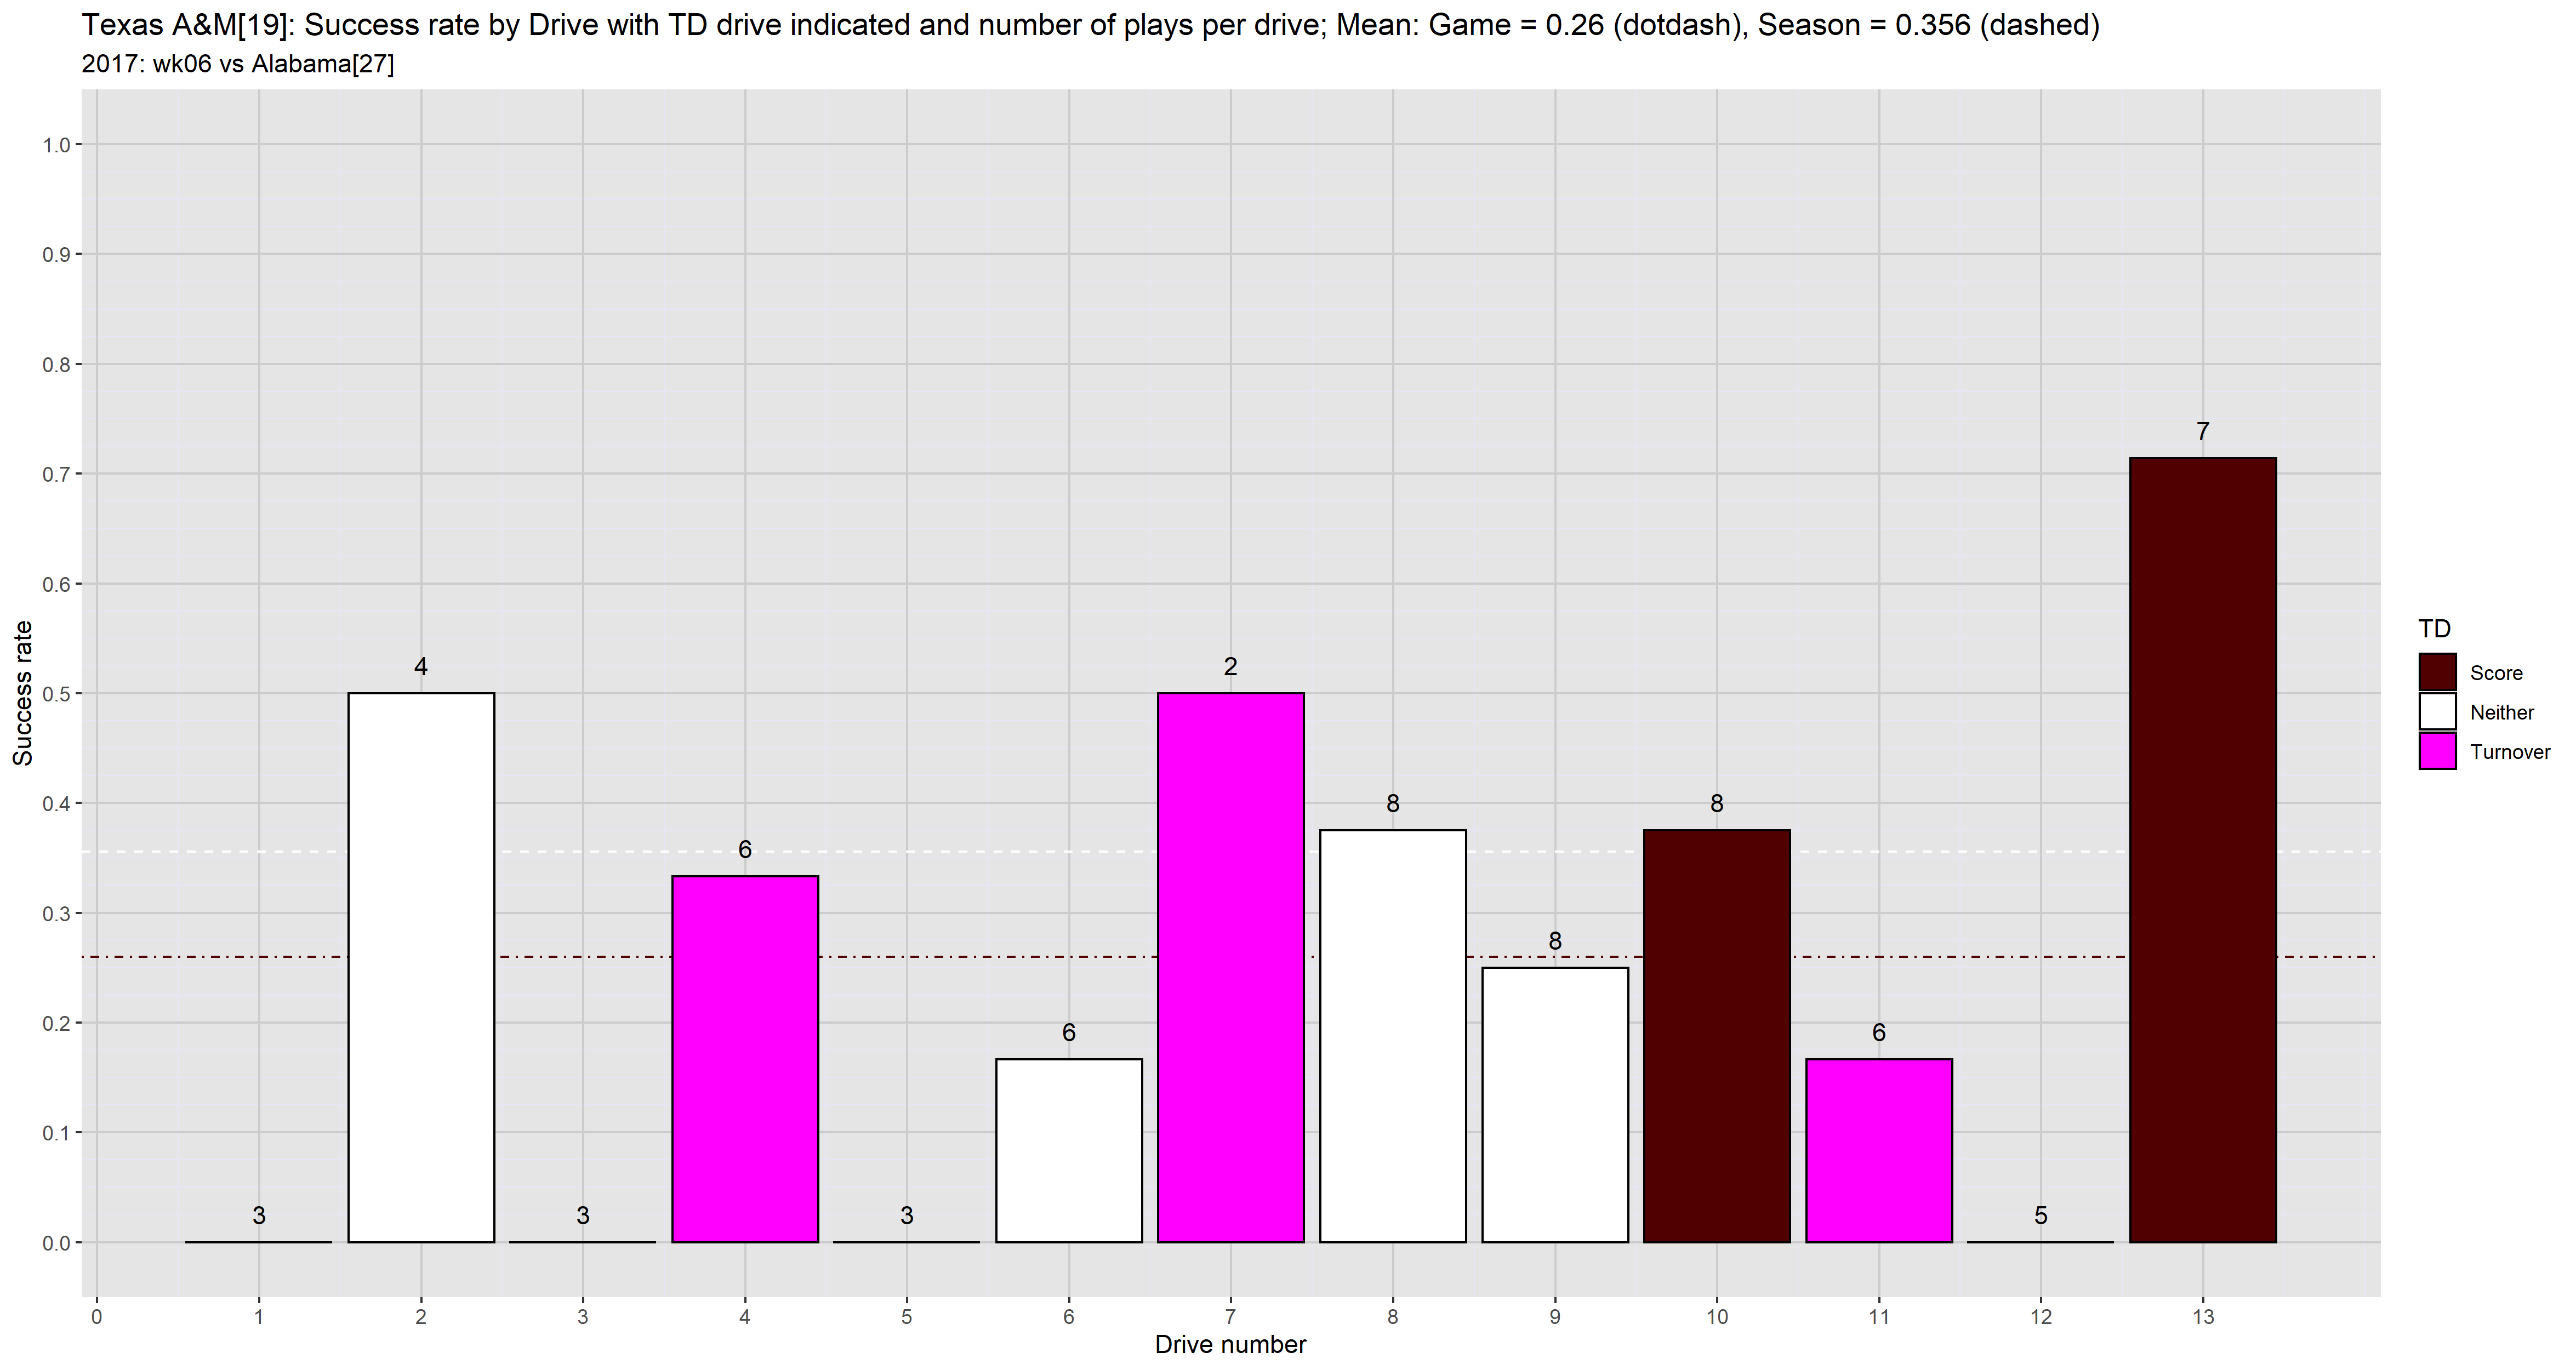 Texas A&M[19]: Success rate by Drive with TD drive indicated and number of plays per drive; Mean: Game = 0.26 (dotdash), Season = 0.356 (dashed)
2017: wk06 vs Alabama[27]
1.0
0.9
0.8
0.7
0.6
0.5
0.4
0.3
0.2
0.1
0.0
Success rate
3
4
3
6
3
6
2
8
8
8
6
5
7
0 1 2 3 4 5 6 7 8 9 10 11 12 13
Drive number
TD
Score
Neither
Turnover